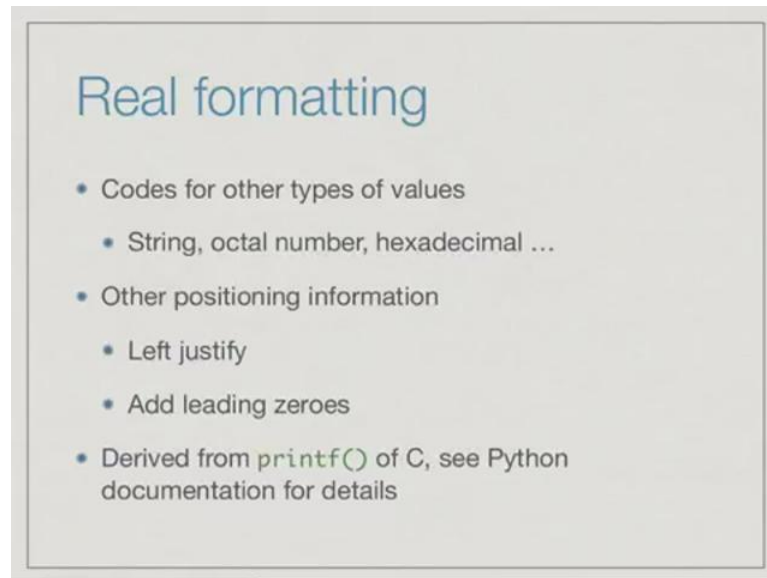 Real formatting
• Codes for other types of values
• String, octal number, hexadecimal ...
• Other positioning information
• Left justify
• Add leading zeroes
• Derived from printf() of C, see Python
documentation for details